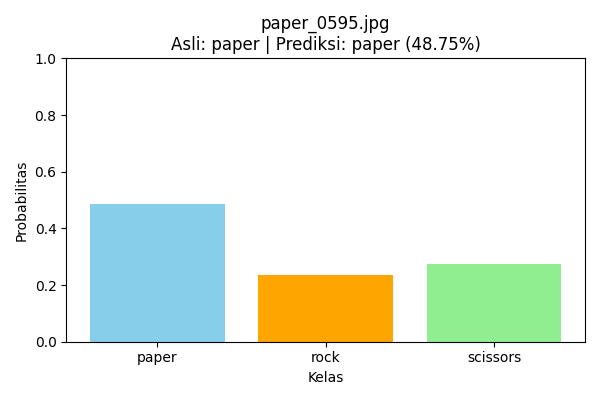 paper_0595.jpg
Asli: paper | Prediksi: paper (48.75%)
1.0
0.8
0.6
0.4
0.2
0.0
Probabilitas
paper rock scissors
Kelas